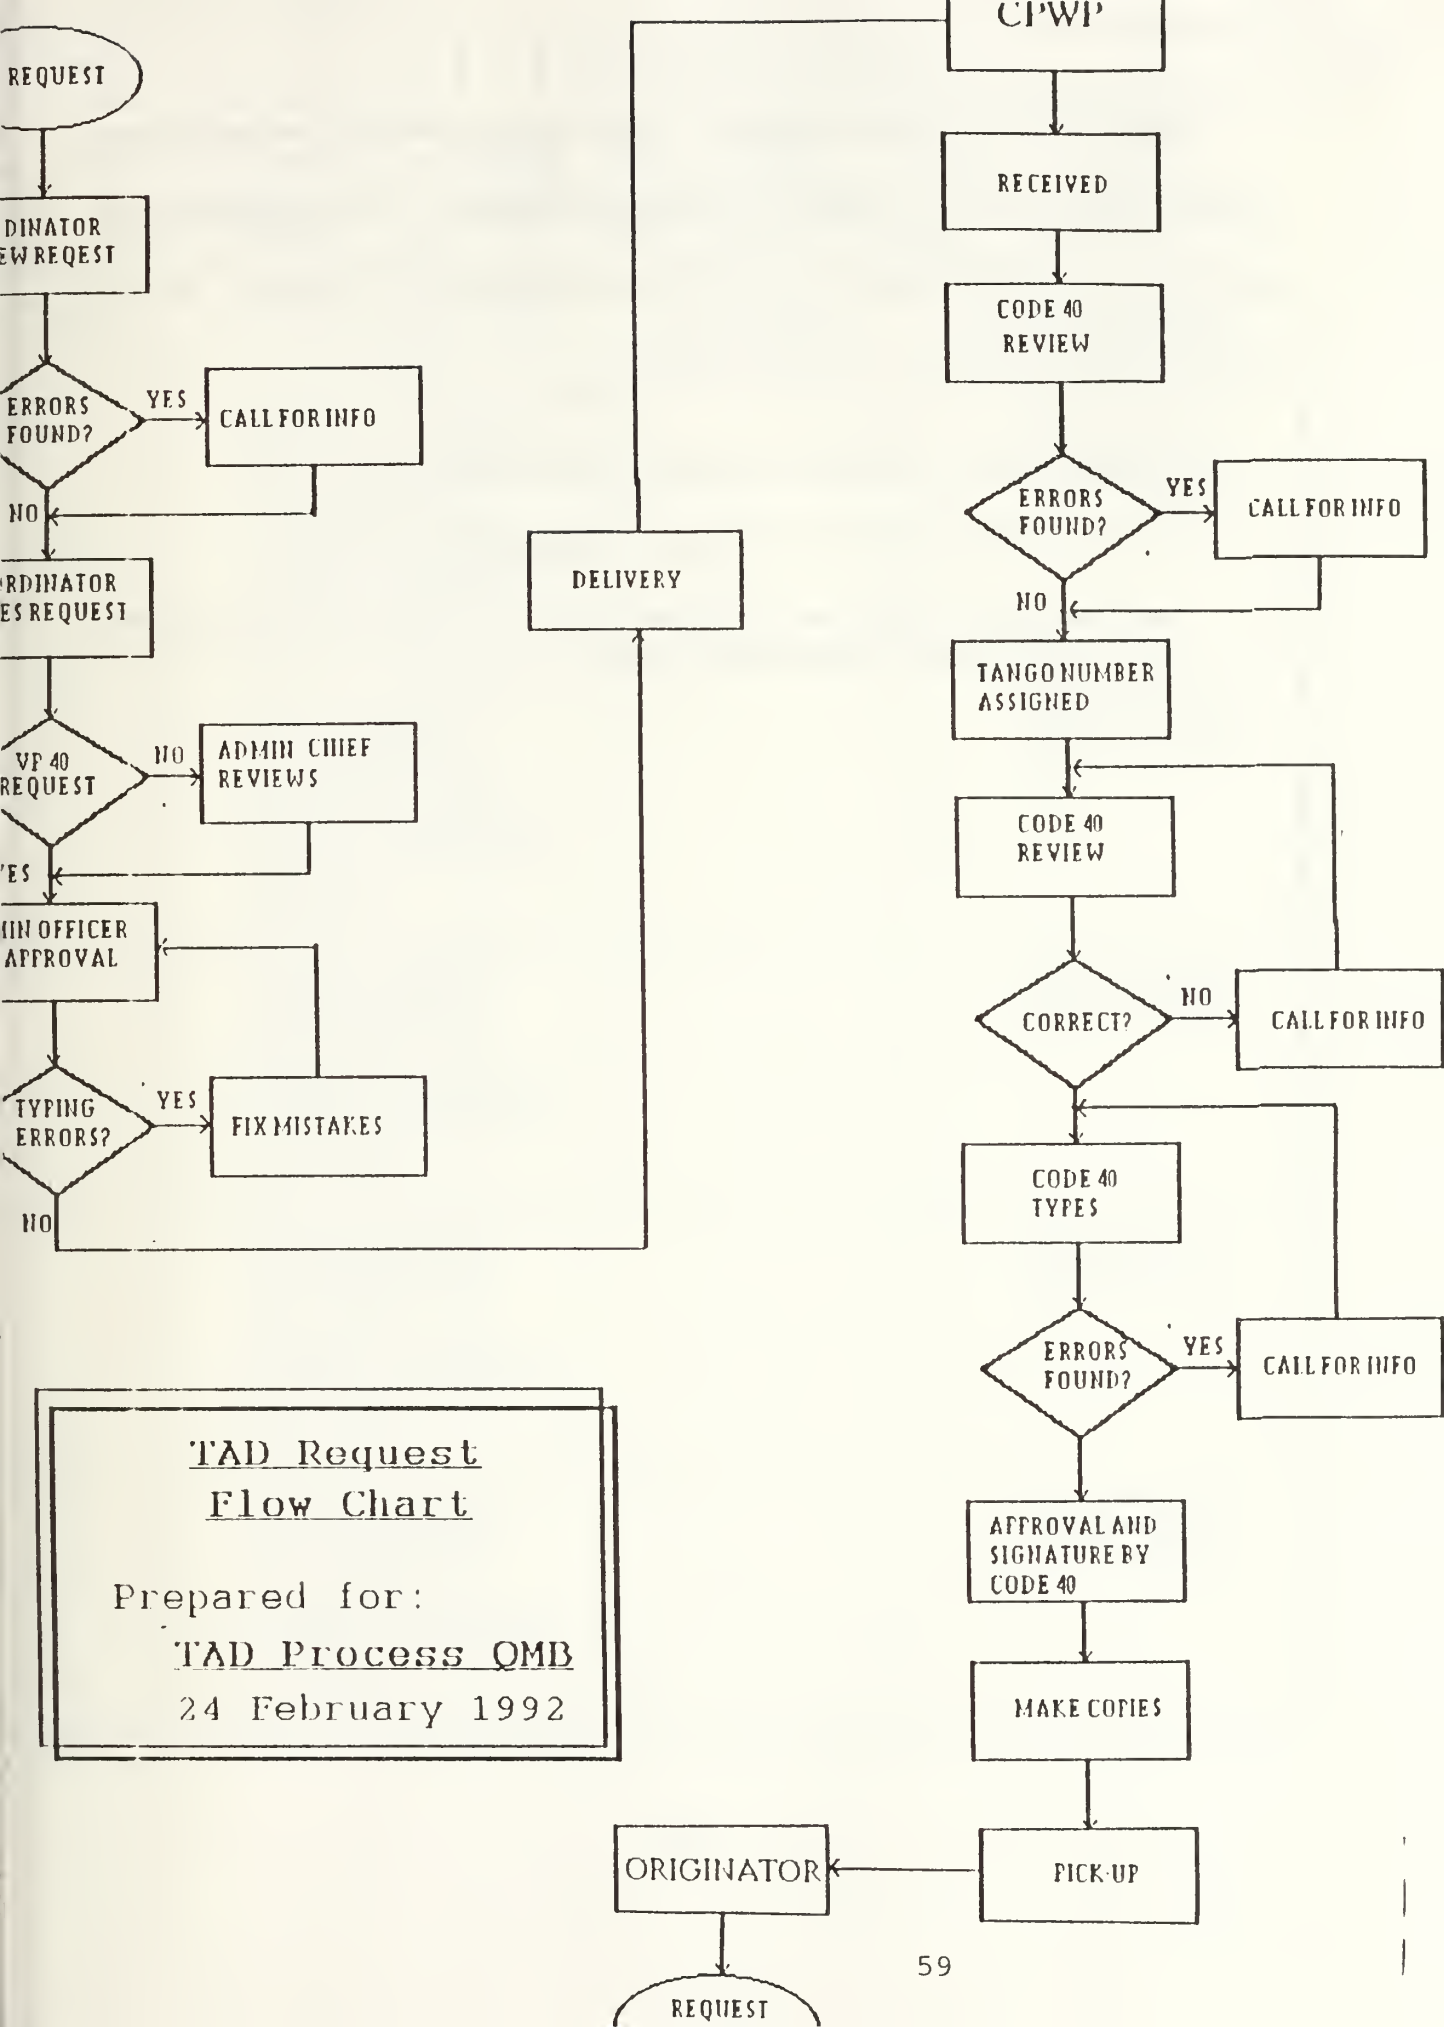 REQUEST
DINATOR
EW REQEST
ERRORS
FOUND?
YES
CALL FOR INFO
NO
RDINATOR
ES REQUEST
VP 40
REQUEST
NO
ADMIN CHIEF
REVIEWS
YES
MIN OFFICER
APPROVAL
TYPING
ERRORS?
YES
FIX MISTAKES
NO
DELIVERY
CPWP
RECEIVED
CODE 40
REVIEW
ERRORS
FOUND?
YES
CALL FOR INFO
NO
TANGO NUMBER
ASSIGNED
CODE 40
REVIEW
CORRECT?
NO
CALL FOR INFO
CODE 40
TYPES
ERRORS
FOUND?
YES
CALL FOR INFO
APPROVAL AND
SIGNATURE BY
CODE 40
MAKE COPIES
PICK-UP
ORIGINATOR
REQUEST
TAD Request
Flow Chart
Prepared for:
TAD Process QMB
24 February 1992
59